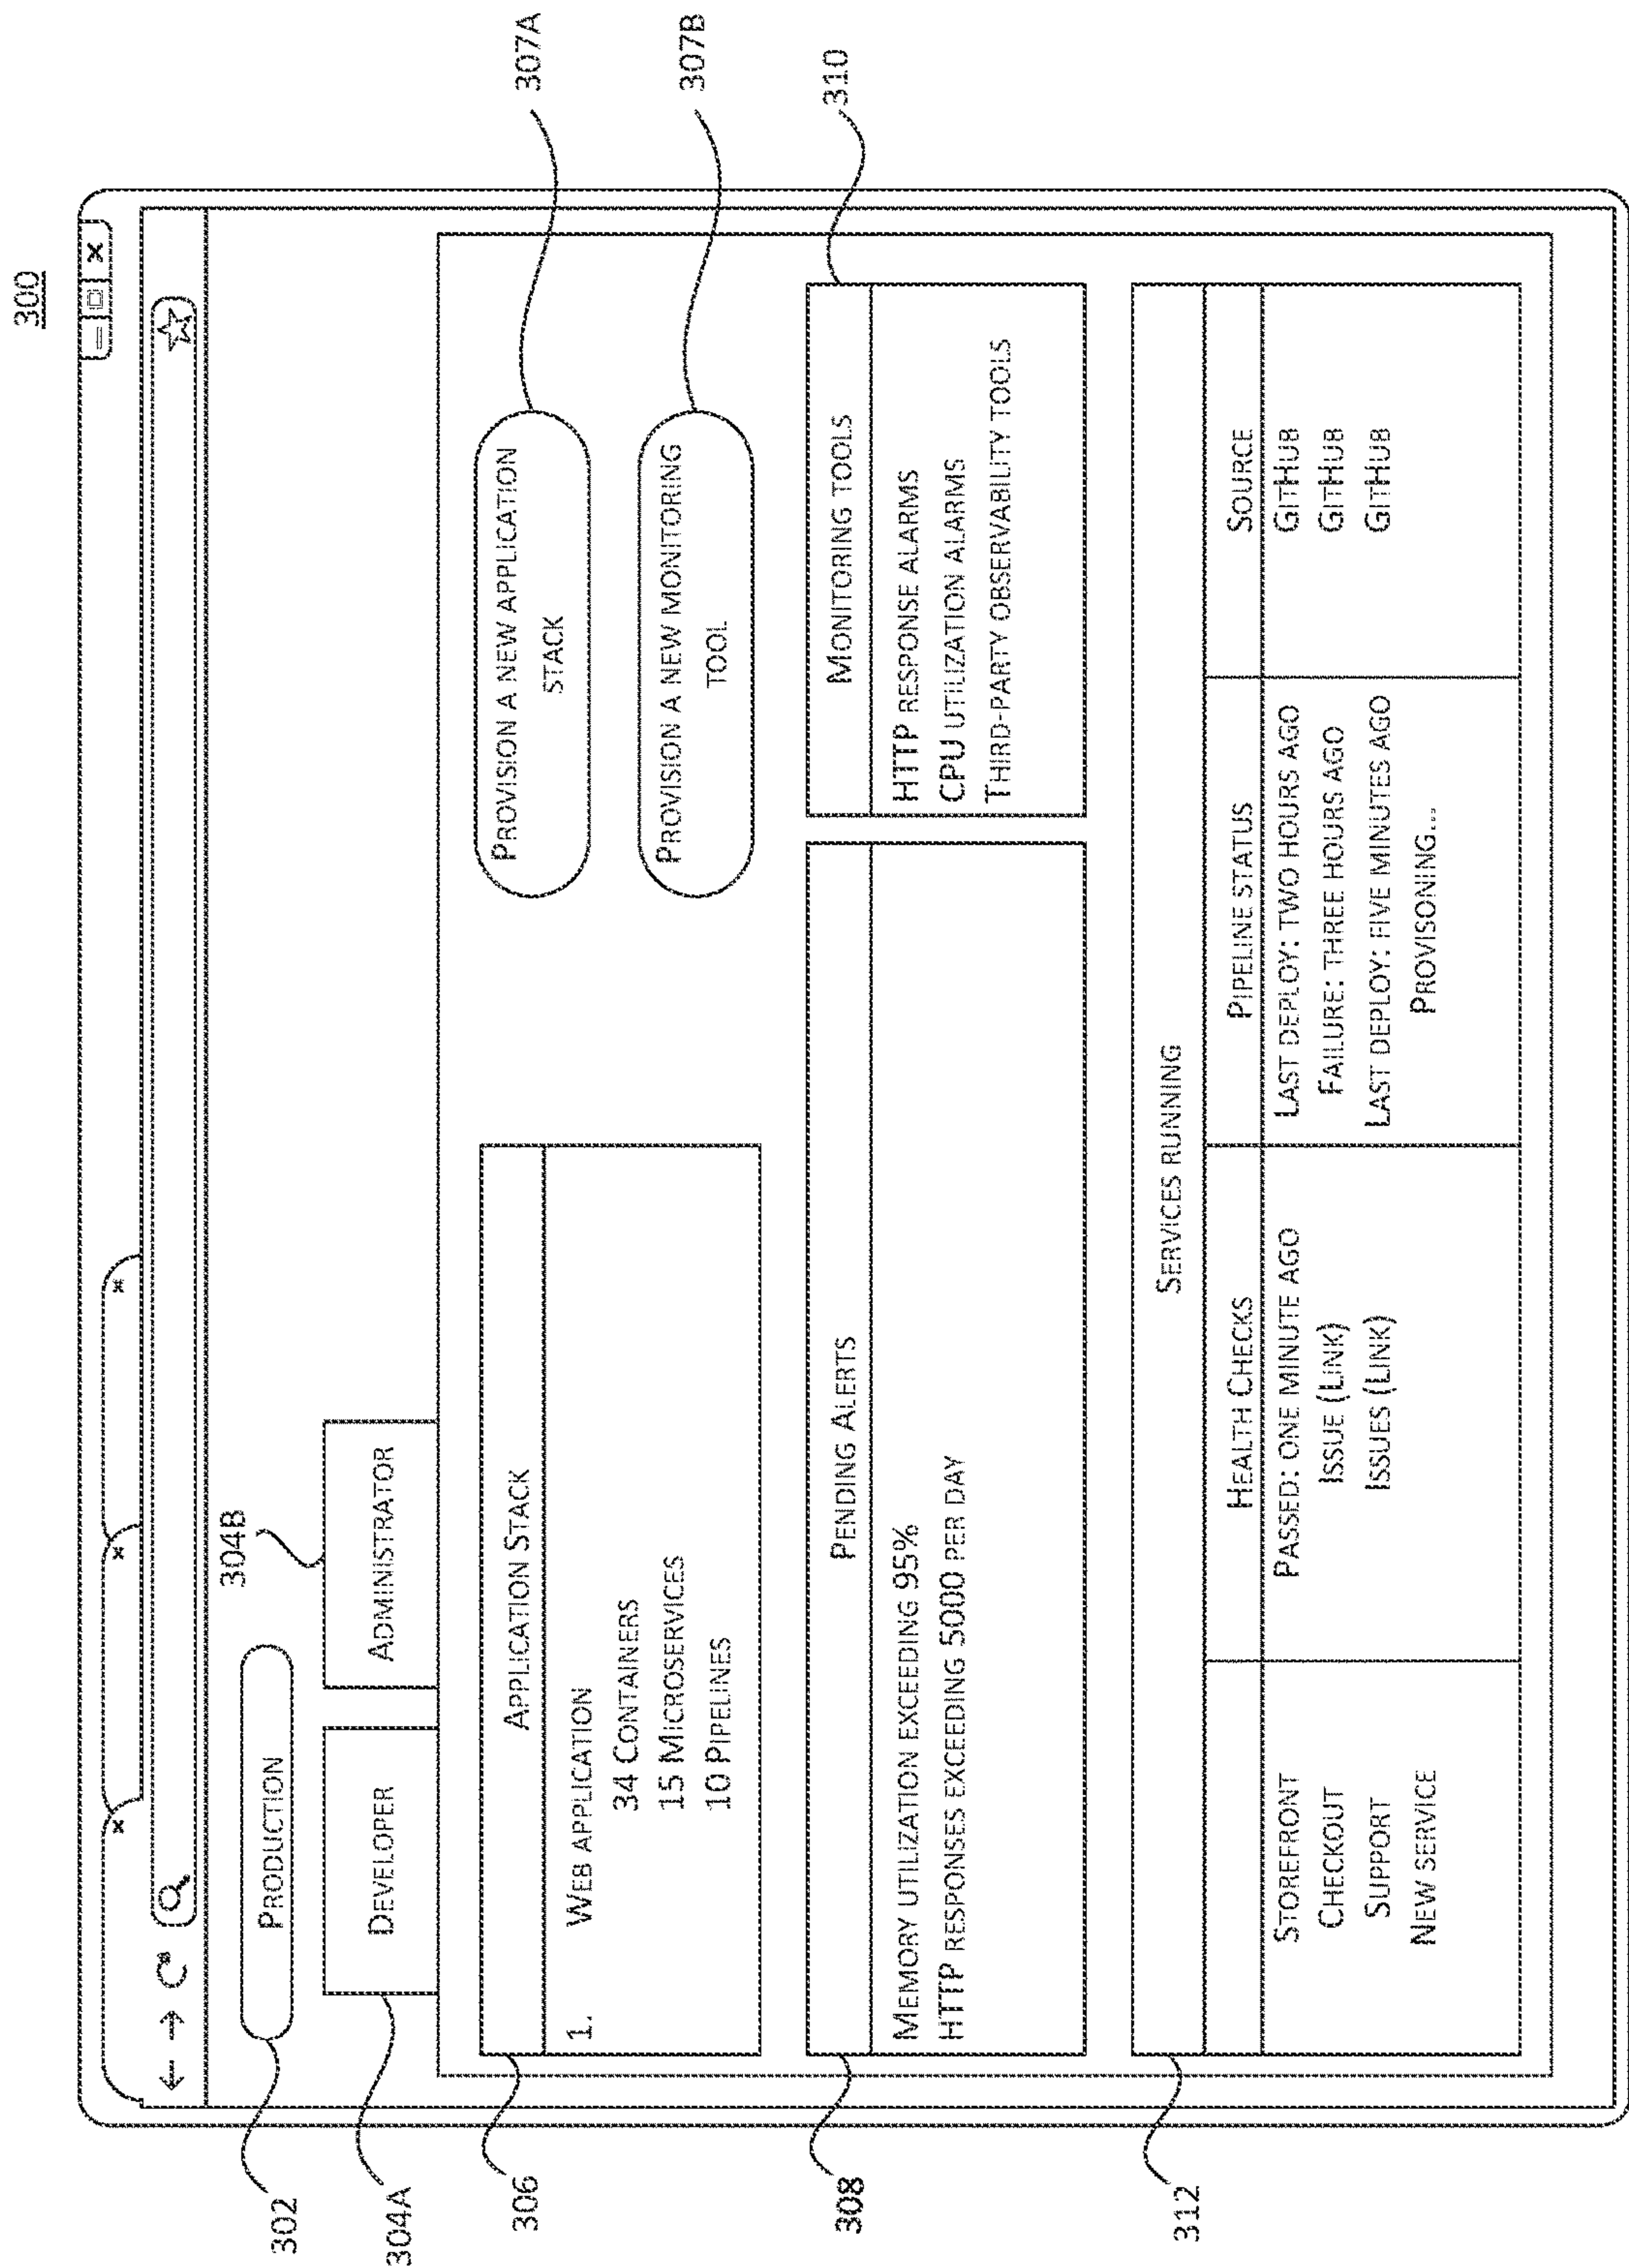 300
302
PRODUCTION
304A
DEVELOPER
304B
ADMINISTRATOR
306
APPLICATION STACK
1. WEB APPLICATION
34 CONTAINERS
15 MICROSERVICES
10 PIPELINES
PROVISION A NEW APPLICATION
STACK
307A
PROVISION A NEW MONITORING
TOOL
307B
308
PENDING ALERTS
MEMORY UTILIZATION EXCEEDING 95%
HTTP RESPONSES EXCEEDING 5000 PER DAY
310
MONITORING TOOLS
HTTP RESPONSE ALARMS
CPU UTILIZATION ALARMS
THIRD-PARTY OBSERVABILITY TOOLS
312
SERVICES RUNNING
HEALTH CHECKS PIPELINE STATUS SOURCE
STOREFRONT PASSED: ONE MINUTE AGO LAST DEPLOY: TWO HOURS AGO GITHUB
CHECKOUT ISSUE (LINK) FAILURE: THREE HOURS AGO GITHUB
SUPPORT ISSUES (LINK) LAST DEPLOY: FIVE MINUTES AGO GITHUB
NEW SERVICE PROVISONING...